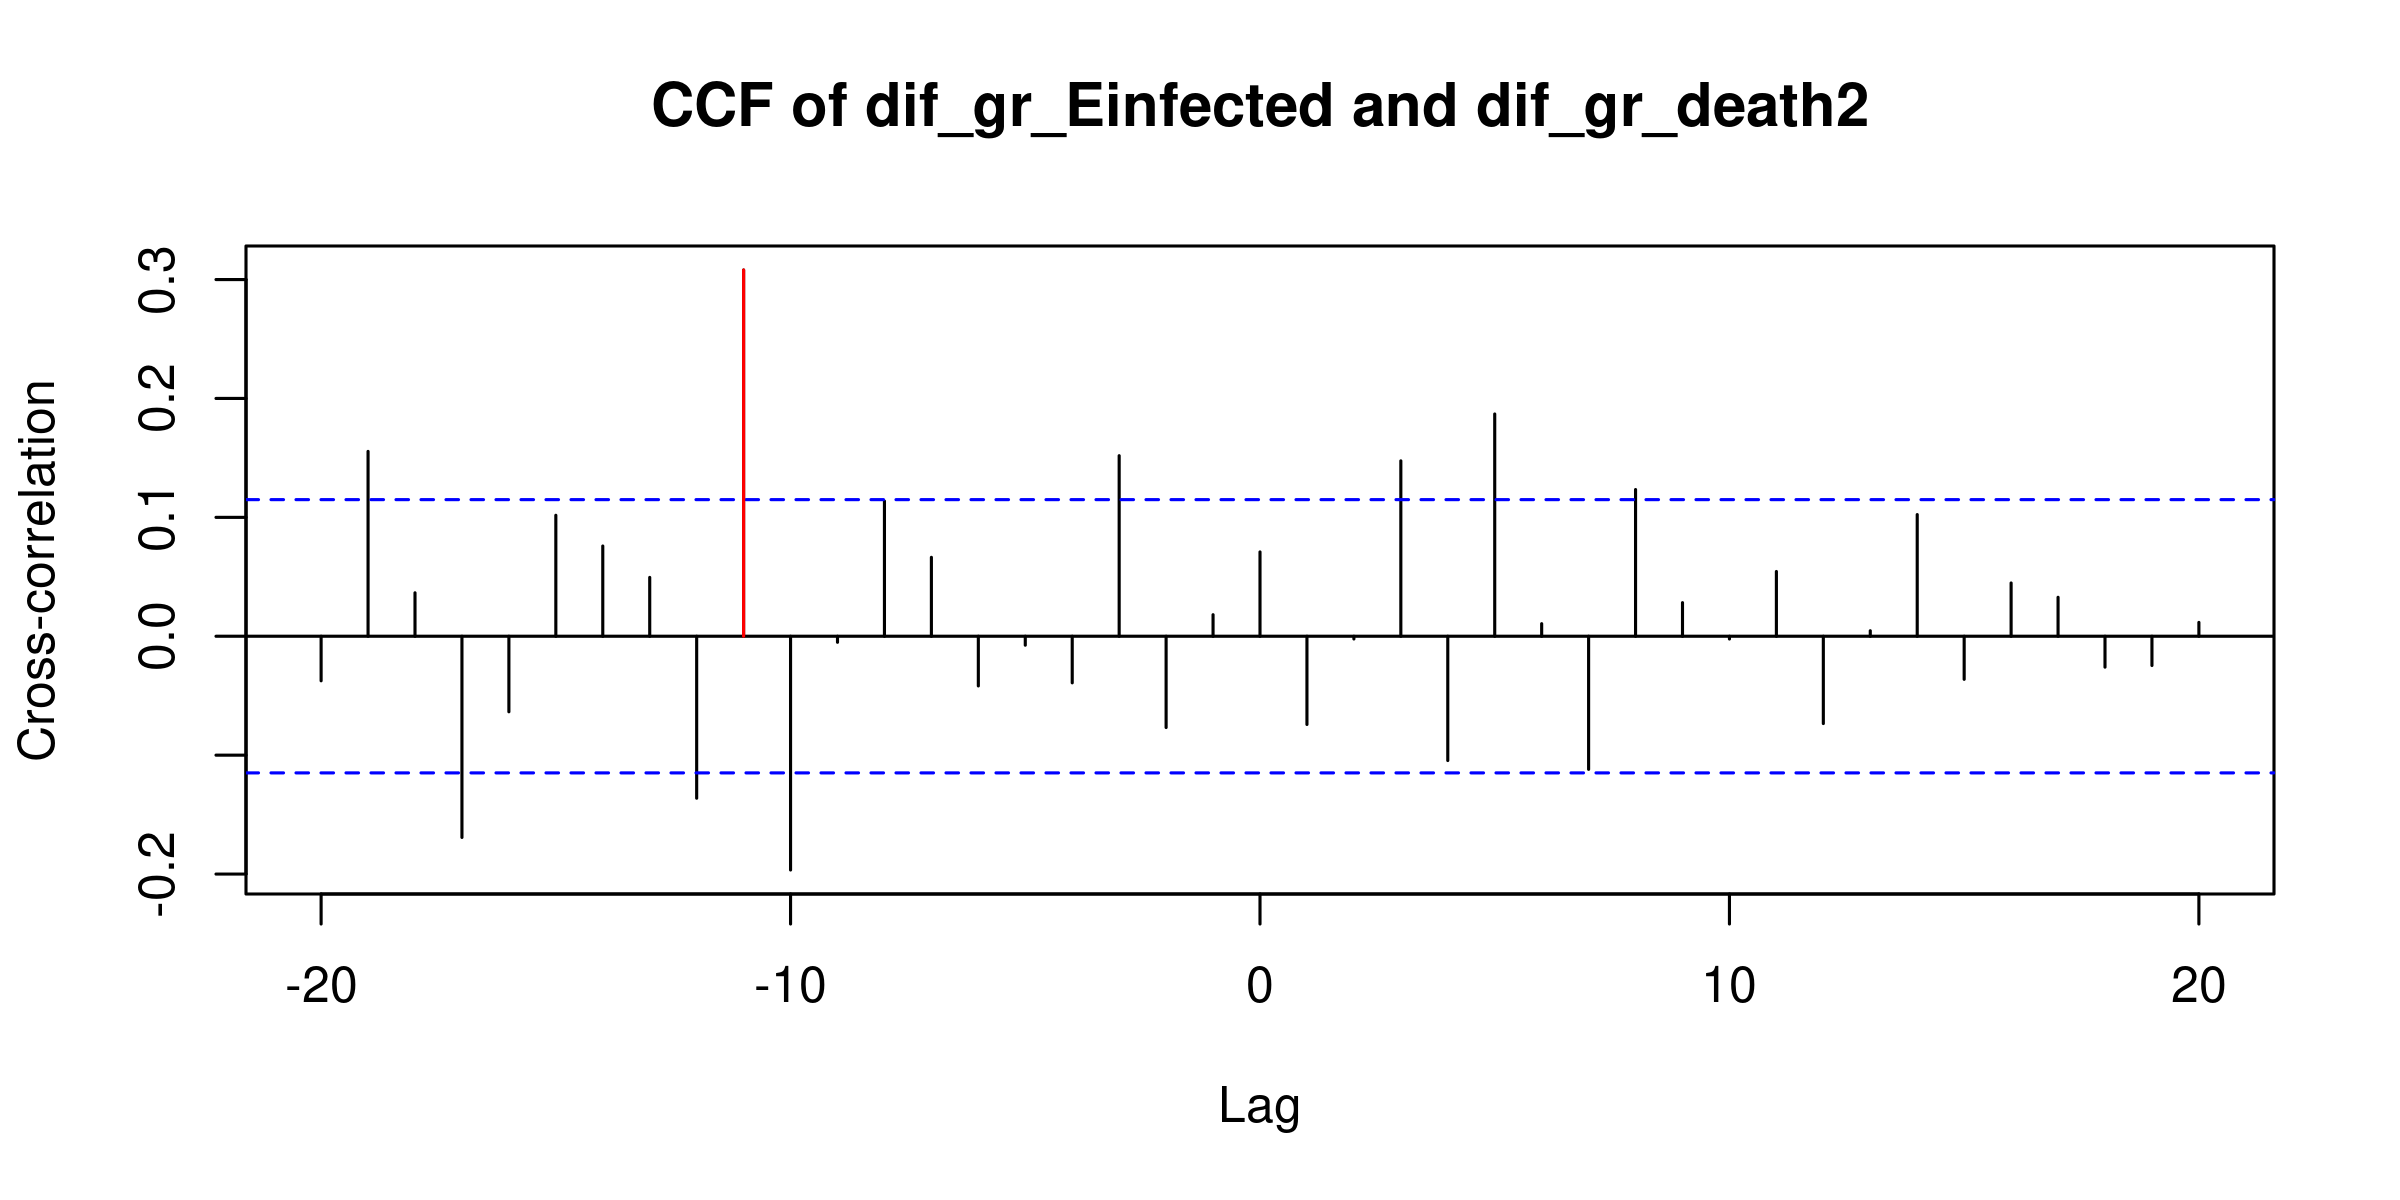 CCF of dif_gr_Einfected and dif_gr_death2
Cross-correlation
0.3
0.2
0.1
0.0
-0.2
-20 -10 0 10 20
Lag